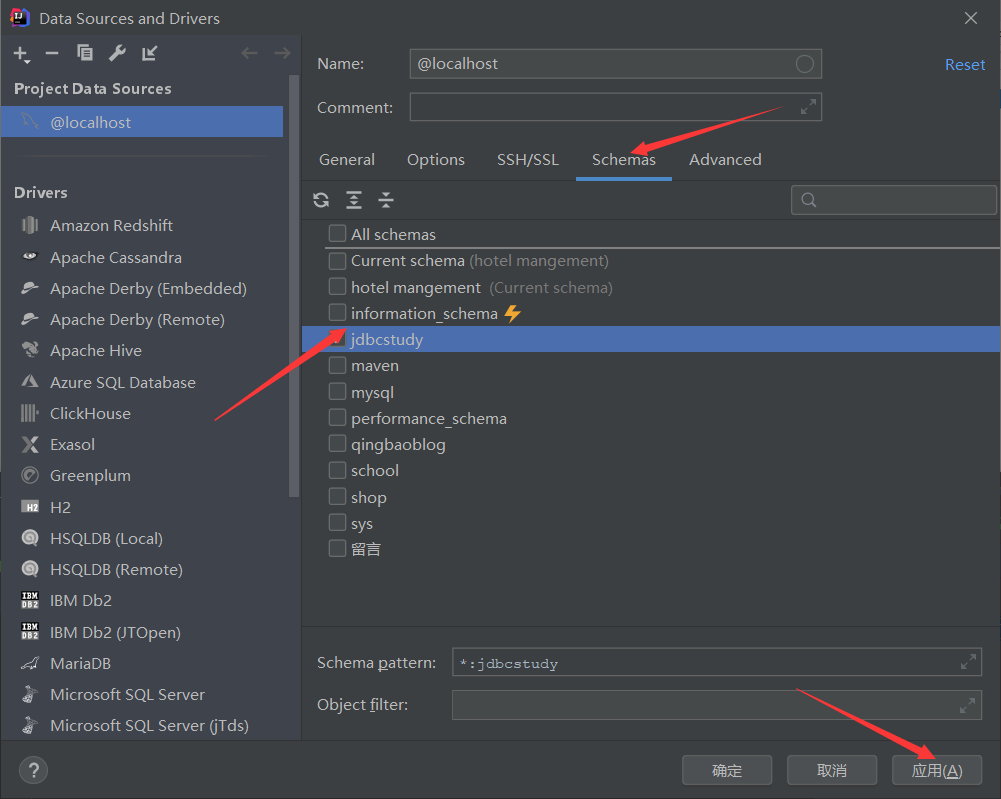 Data Sources and Drivers
Project Data Sources
@localhost
Drivers
Amazon Redshift
Apache Cassandra
Apache Derby (Embedded)
Apache Derby (Remote)
Apache Hive
Azure SQL Database
ClickHouse
Exasol
Greenplum
H2
HSQLDB (Local)
HSQLDB (Remote)
IBM Db2
IBM Db2 (JTOpen)
MariaDB
Microsoft SQL Server
Microsoft SQL Server (jTds)
Name: @localhost
Reset
Comment:
General Options SSH/SSL Schemas Advanced
All schemas
Current schema (hotel mangement)
hotel mangement (Current schema)
information_schema
jdbcstudy
maven
mysql
performance_schema
qingbaoblog
school
shop
sys
留言
Schema pattern: *:jdbcstudy
Object filter:
? 确定 取消 应用(A)